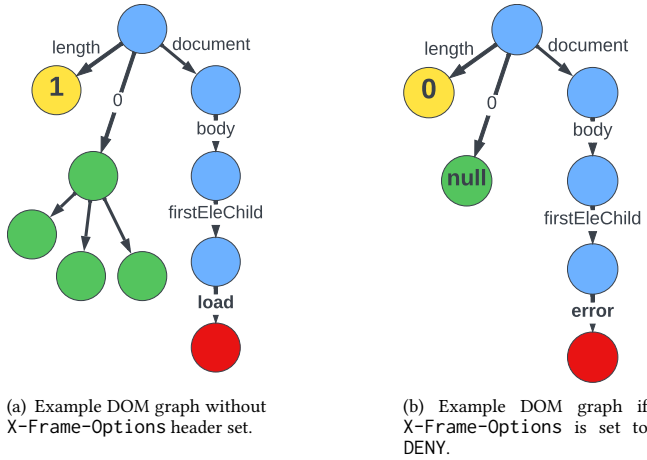 length
document
1
0
body
firstEleChild
load
(a) Example DOM graph without
X-Frame-Options header set.
length
document
0
0
null
body
firstEleChild
error
(b) Example DOM graph if
X-Frame-Options is set to
DENY.